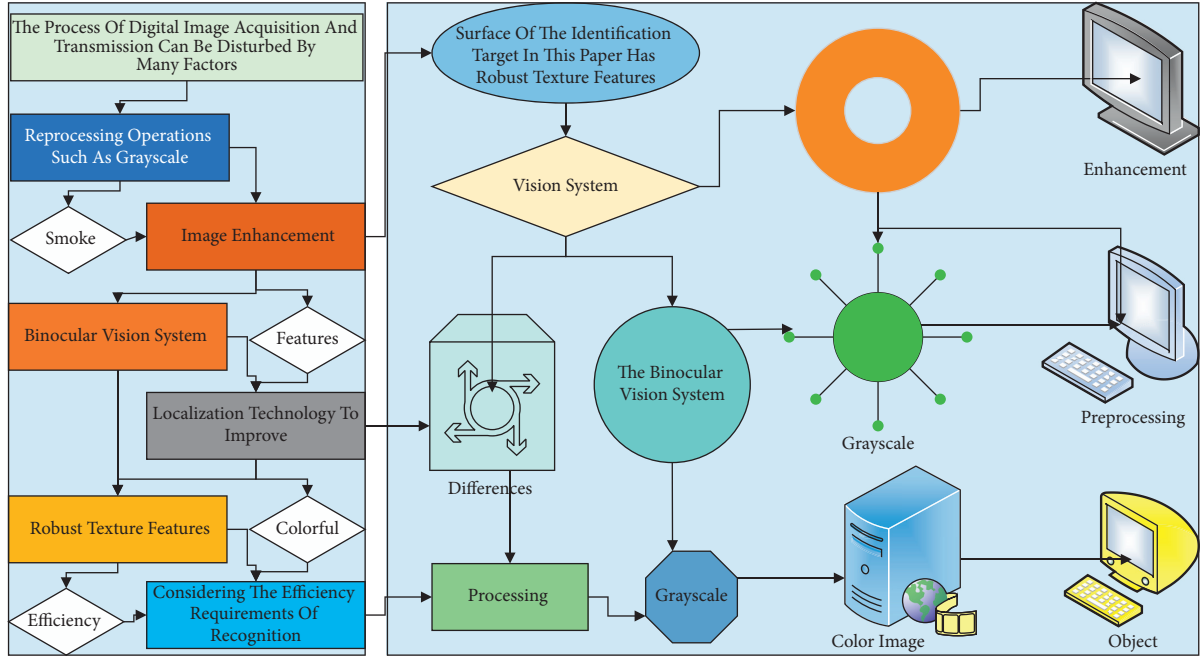 The Process Of Digital Image Acquisition And
Transmission Can Be Disturbed By
Many Factors
Reprocessing Operations
Such As Grayscale
Smoke
Image Enhancement
Binocular Vision System
Features
Localization Technology To
Improve
Robust Texture Features
Colorful
Efficiency
Considering The Efficiency
Requirements Of
Recognition
Surface Of The Identification
Target In This Paper Has
Robust Texture Features
Vision System
Enhancement
The Binocular
Vision System
Differences
Grayscale
Preprocessing
Processing
Grayscale
Color Image
Object